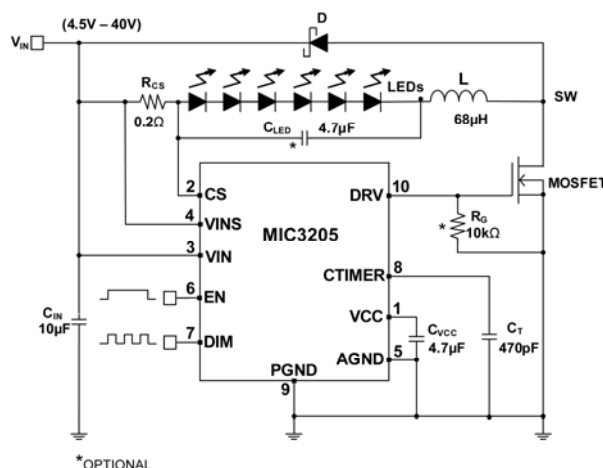 (4.5V – 40V)
D
VIN
RCS
0.2Ω
LEDs
L
68µH
SW
CLED
4.7µF
*
MOSFET
2
CS
DRV
10
4
VINS
MIC3205
RG
*
10kΩ
3
VIN
CTIMER
8
6
EN
CIN
10µF
VCC
1
CVCC
4.7µF
CT
470pF
7
DIM
AGND
5
PGND
9
*OPTIONAL